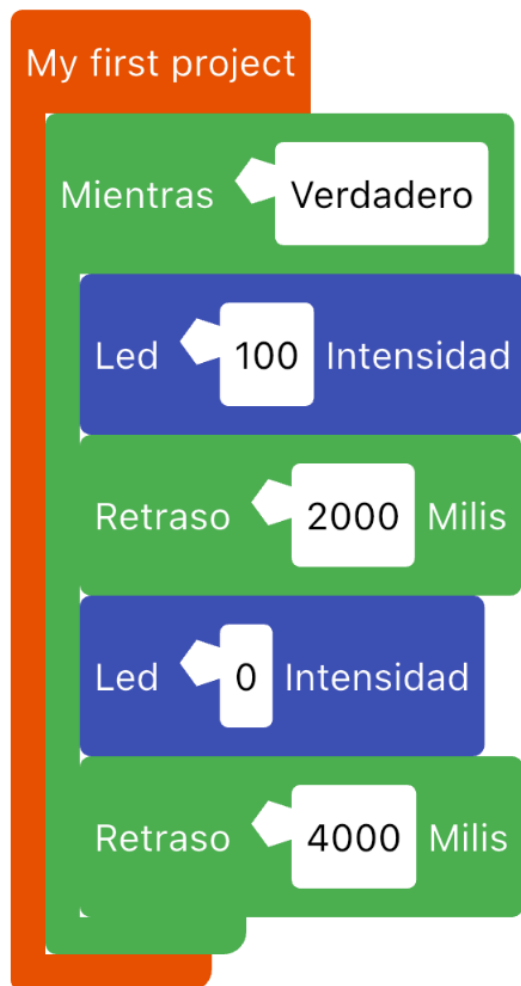 My first project
Mientras Verdadero
Led 100 Intensidad
Retraso 2000 Milis
Led 0 Intensidad
Retraso 4000 Milis